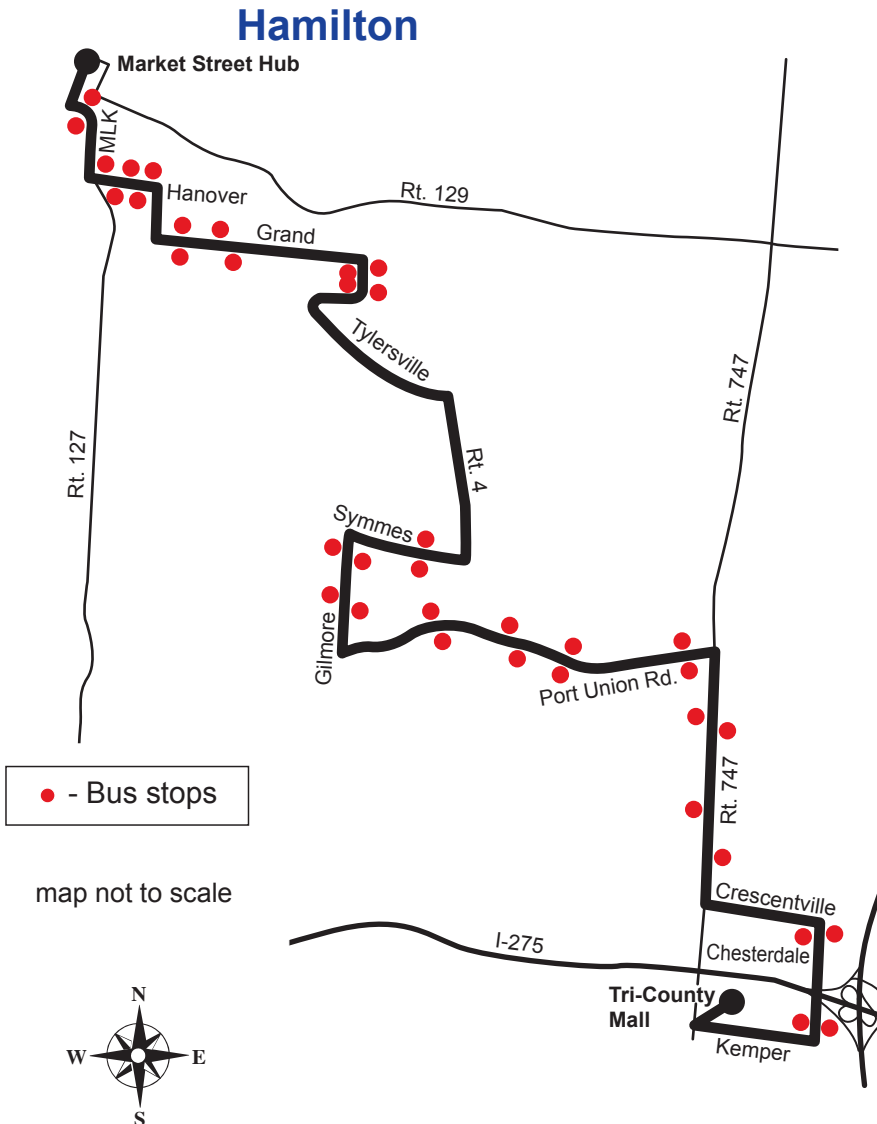 Hamilton
Market Street Hub
MLK
Hanover
Rt. 129
Grand
Tylersville
Rt. 747
Rt. 127
Rt. 4
Symmes
Gilmore
Port Union Rd.
- Bus stops
Rt. 747
map not to scale
Crescentville
I-275
Chesterdale
Tri-County
Mall
Kemper
N
W
E
S